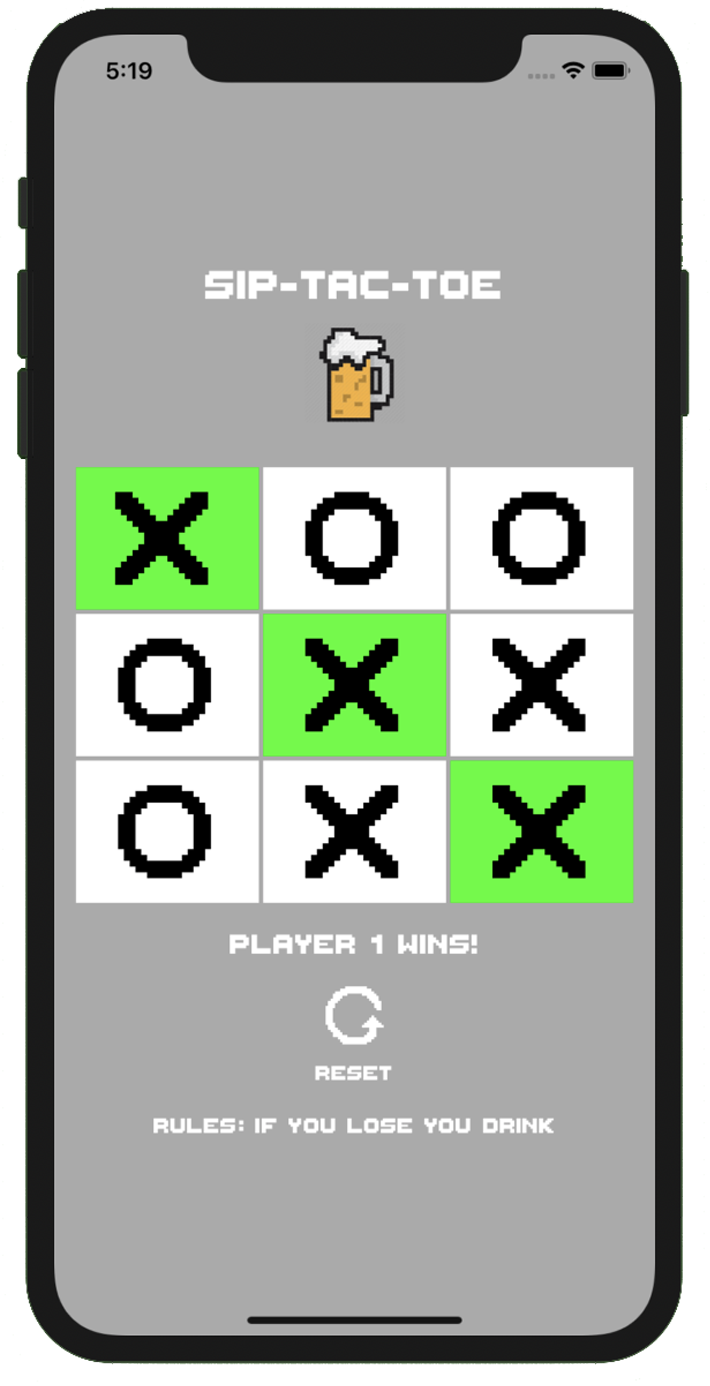 5:19
SIP-TAC-TOE
X O O
O X X
O X X
PLAYER 1 WINS!
RESET
RULES: IF YOU LOSE YOU DRINK